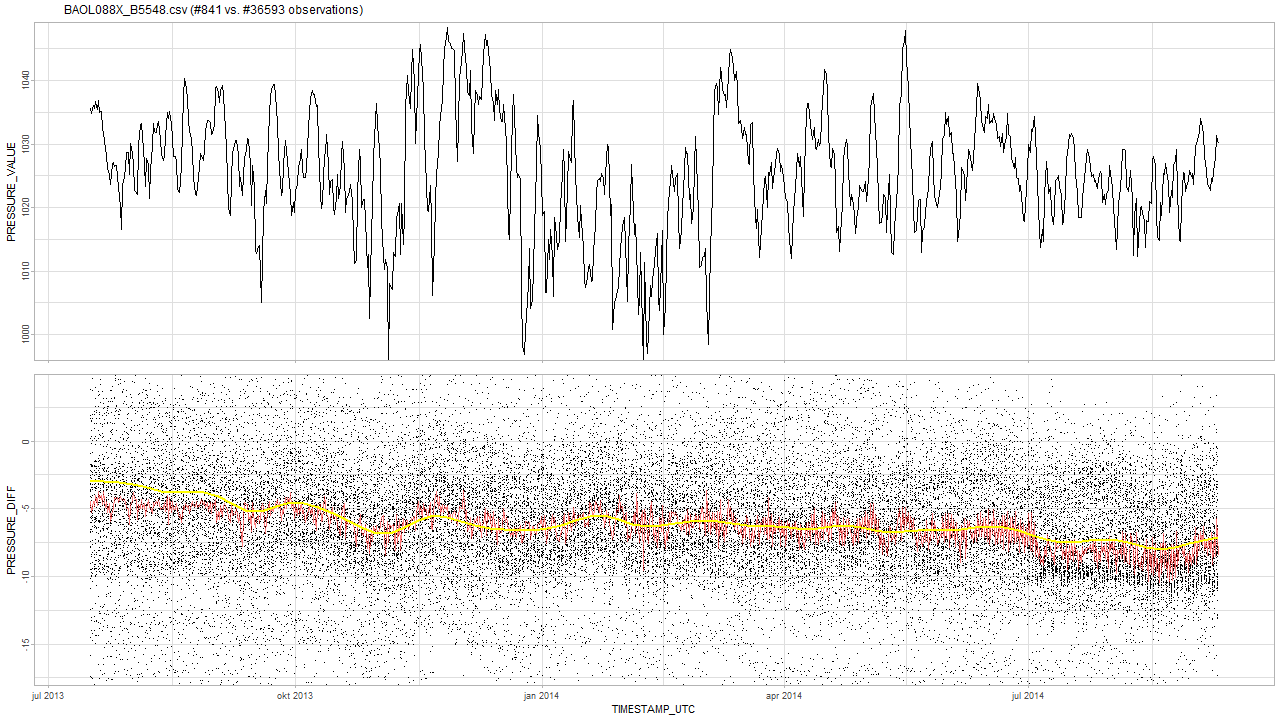 BAOL088X_B5548.csv (#841 vs. #36593 observations)
PRESSURE_VALUE
1040
1030
1020
1010
1000
PRESSURE_DIFF
0
-5
-10
-15
jul 2013
okt 2013
jan 2014
apr 2014
jul 2014
TIMESTAMP_UTC